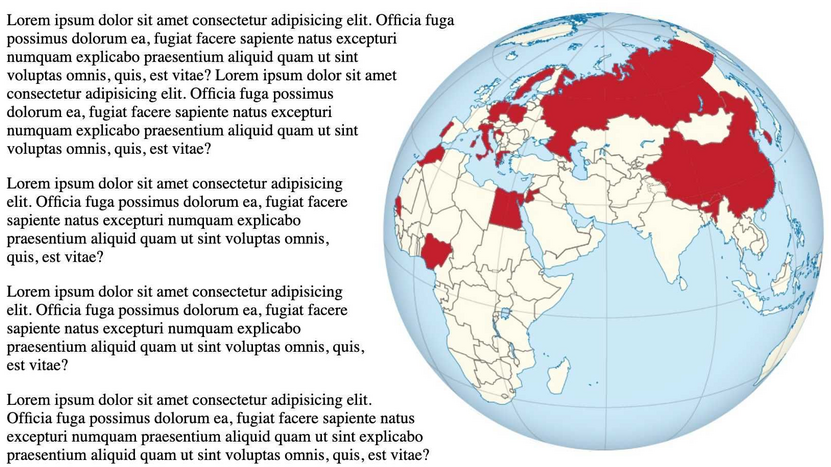 Lorem ipsum dolor sit amet consectetur adipisicing elit. Officia fuga
possimus dolorum ea, fugiat facere sapiente natus excepturi
numquam explicabo praesentium aliquid quam ut sint
voluptas omnis, quis, est vitae? Lorem ipsum dolor sit amet
consectetur adipisicing elit. Officia fuga possimus
dolorum ea, fugiat facere sapiente natus excepturi
numquam explicabo praesentium aliquid quam ut sint
voluptas omnis, quis, est vitae?
Lorem ipsum dolor sit amet consectetur adipisicing
elit. Officia fuga possimus dolorum ea, fugiat facere
sapiente natus excepturi numquam explicabo
praesentium aliquid quam ut sint voluptas omnis,
quis, est vitae?
Lorem ipsum dolor sit amet consectetur adipisicing
elit. Officia fuga possimus dolorum ea, fugiat facere
sapiente natus excepturi numquam explicabo
praesentium aliquid quam ut sint voluptas omnis, quis,
est vitae?
Lorem ipsum dolor sit amet consectetur adipisicing elit.
Officia fuga possimus dolorum ea, fugiat facere sapiente natus
excepturi numquam praesentium aliquid quam ut sint explicabo
voluptas omnis, quam ut sint voluptas omnis, quis, est vitae?